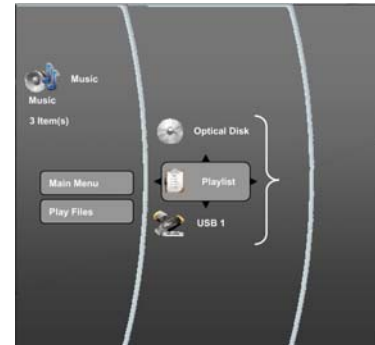 Music
Music
3 Item(s)
Optical Disk
Main Menu
Playlist
Play Files
USB 1